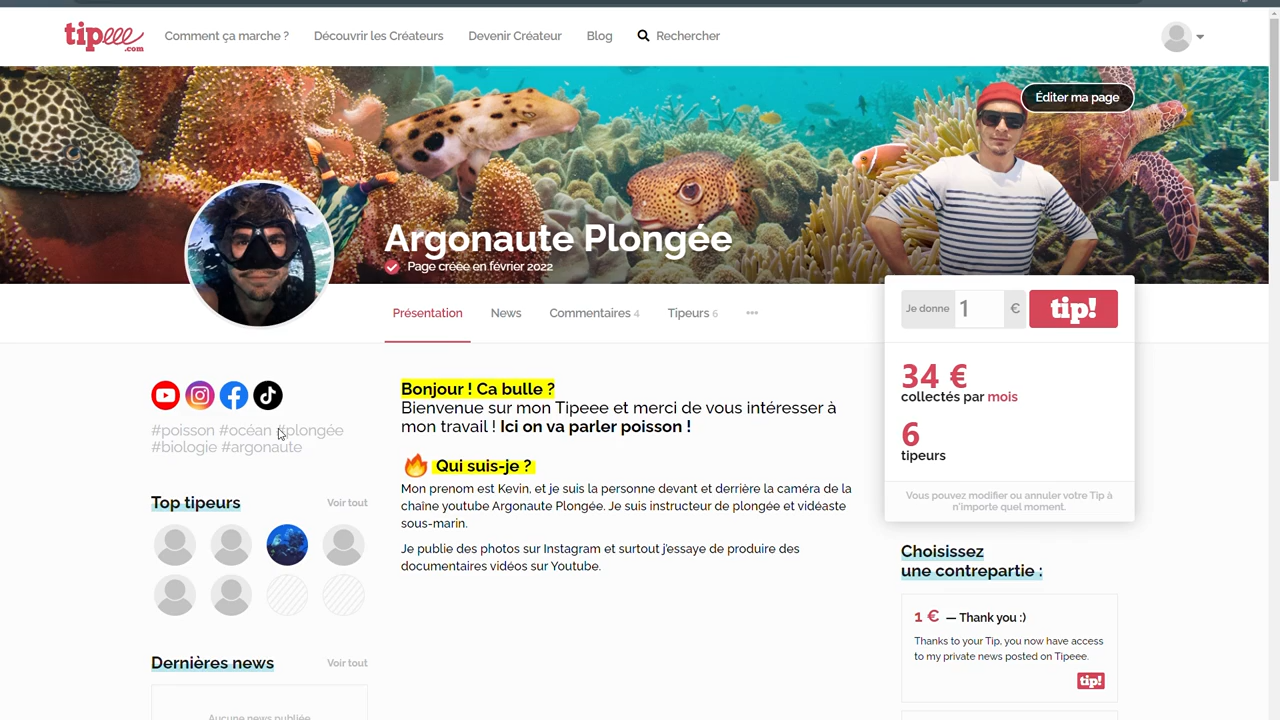 tipeee.com
Comment ça marche ?
Découvrir les Créateurs
Devenir Créateur
Blog
Rechercher
Éditer ma page
Argonaute Plongée
Page créée en février 2022
Présentation
News
Commentaires 4
Tipeurs 6
Je donne 1 €
tip!
34 €
collectés par mois
6
tipeurs
Vous pouvez modifier ou annuler votre Tip à
n'importe quel moment.
#poisson #océan #plongée
#biologie #argonaute
Top tipeurs
Voir tout
Dernières news
Voir tout
Aucune news publiée
Bonjour ! Ca bulle ?
Bienvenue sur mon Tipeee et merci de vous intéresser à
mon travail ! Ici on va parler poisson !
Qui suis-je ?
Mon prenom est Kevin, et je suis la personne devant et derrière la caméra de la
chaîne youtube Argonaute Plongée. Je suis instructeur de plongée et vidéaste
sous-marin.
Je publie des photos sur Instagram et surtout j'essaye de produire des
documentaires vidéos sur Youtube.
Choisissez
une contrepartie :
1 € — Thank you :)
Thanks to your Tip, you now have access
to my private news posted on Tipeee.
tip!